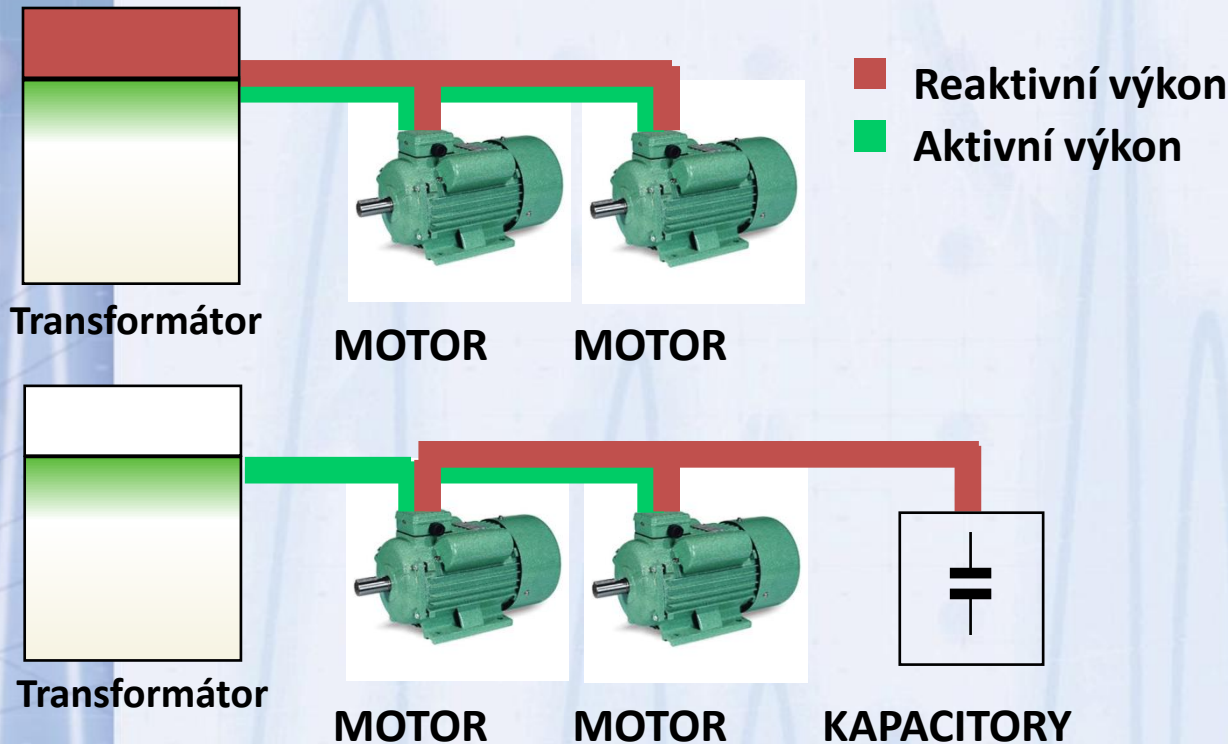 Reaktivní výkon
Aktivní výkon
Transformátor
MOTOR MOTOR
Transformátor
MOTOR MOTOR KAPACITORY